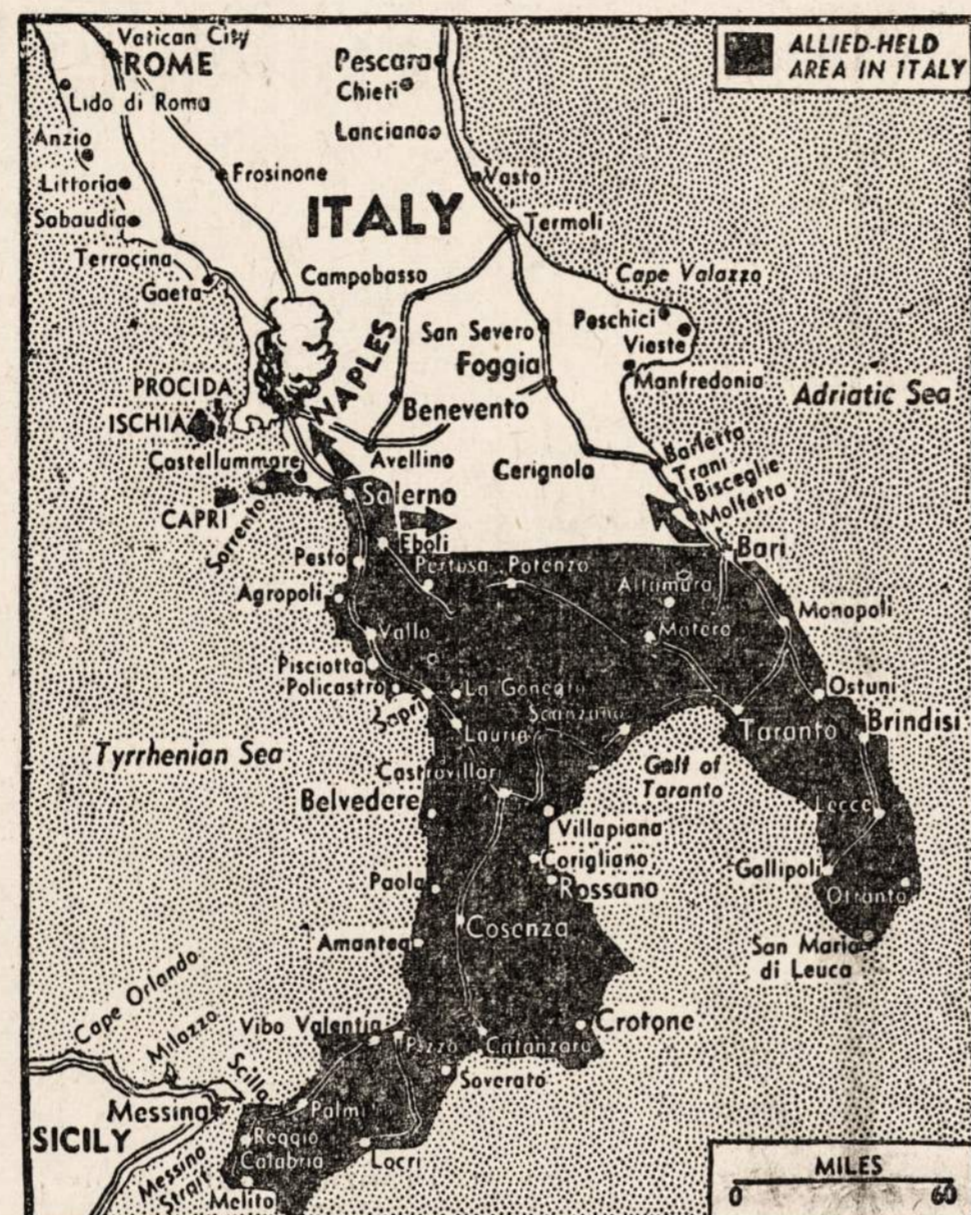 Vatican City
ROME
Lido di Roma
Anzio
Littoria
Sabaudia
Terracina
Gaeta
Frosinone
Pescara
Chieti
Lanciano
Vasto
Termoli
ITALY
ALLIED-HELD
AREA IN ITALY
Campobasso
Cape Valazzo
Peschici
Vieste
San Severo
Foggia
Manfredonia
Adriatic Sea
NAPLES
PROCIDA
ISCHIA
Benevento
Avellino
Cerignola
Barletta
Trani
Bisceglie
Molfetta
Castellammare
CAPRI
Sorrento
Salerno
Eboli
Bari
Pesto
Pertusa
Potenza
Altamura
Agropoli
Monopoli
Vallo
Matera
Pisciotta
Policastro
Sapri
Ostuni
Brindisi
Scanzano
Lauria
Taranto
Tyrrhenian Sea
Gulf of
Taranto
Castrovillari
Belvedere
Lecce
Villapiana
Corigliano
Rossano
Gallipoli
Otranto
Paola
Cosenza
Amantea
San Maria
di Leuca
Cape Orlando
Milazzo
Scilla
Vibo Valentia
Pizzo
Catanzaro
Crotone
Soverato
Messina
SICILY
Palmi
Reggio
Calabria
Locri
Messina
Strait
Melito
MILES
0 60